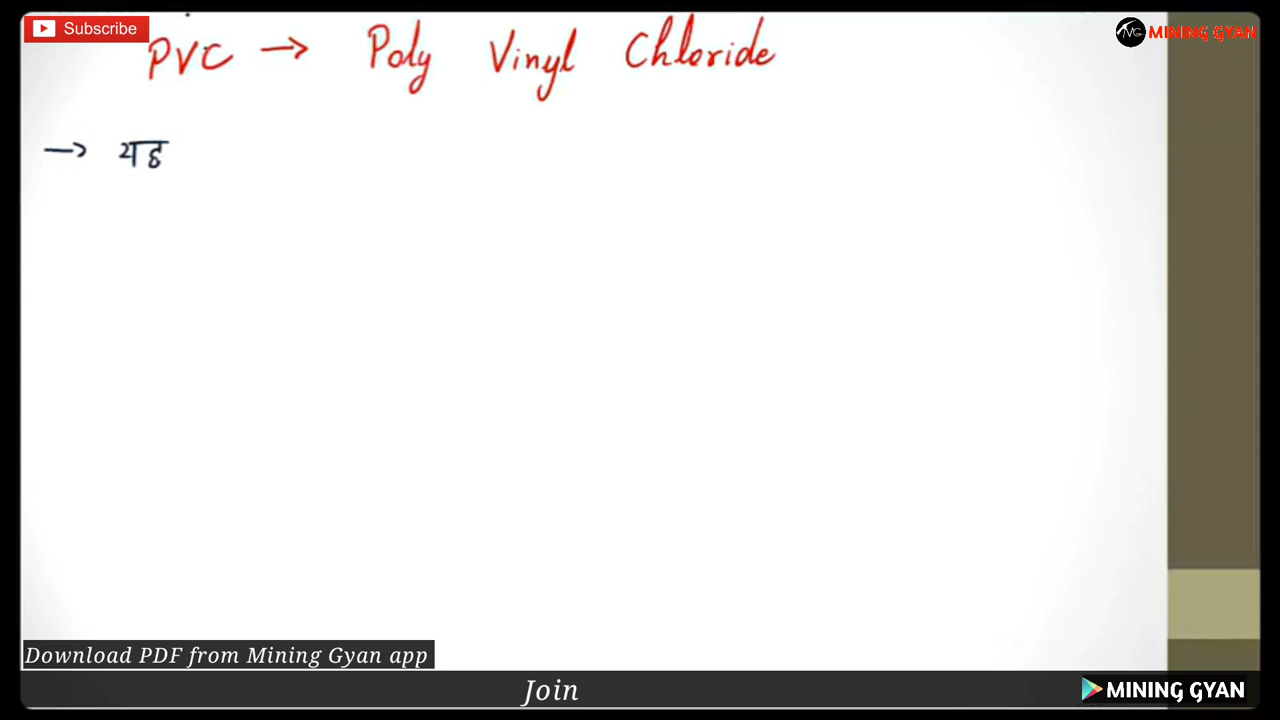 Subscribe
MINING GYAN
PVC → Poly Vinyl Chloride
→ यह
Download PDF from Mining Gyan app
Join
MINING GYAN